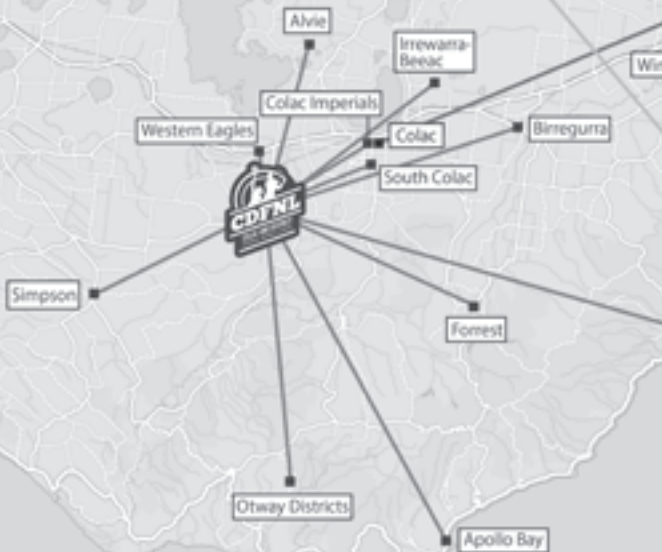 Alvie
Irrewarra-
Beeac
Colac Imperials
Western Eagles
Colac
Birregurra
South Colac
CDFNL
Simpson
Forrest
Otway Districts
Apollo Bay